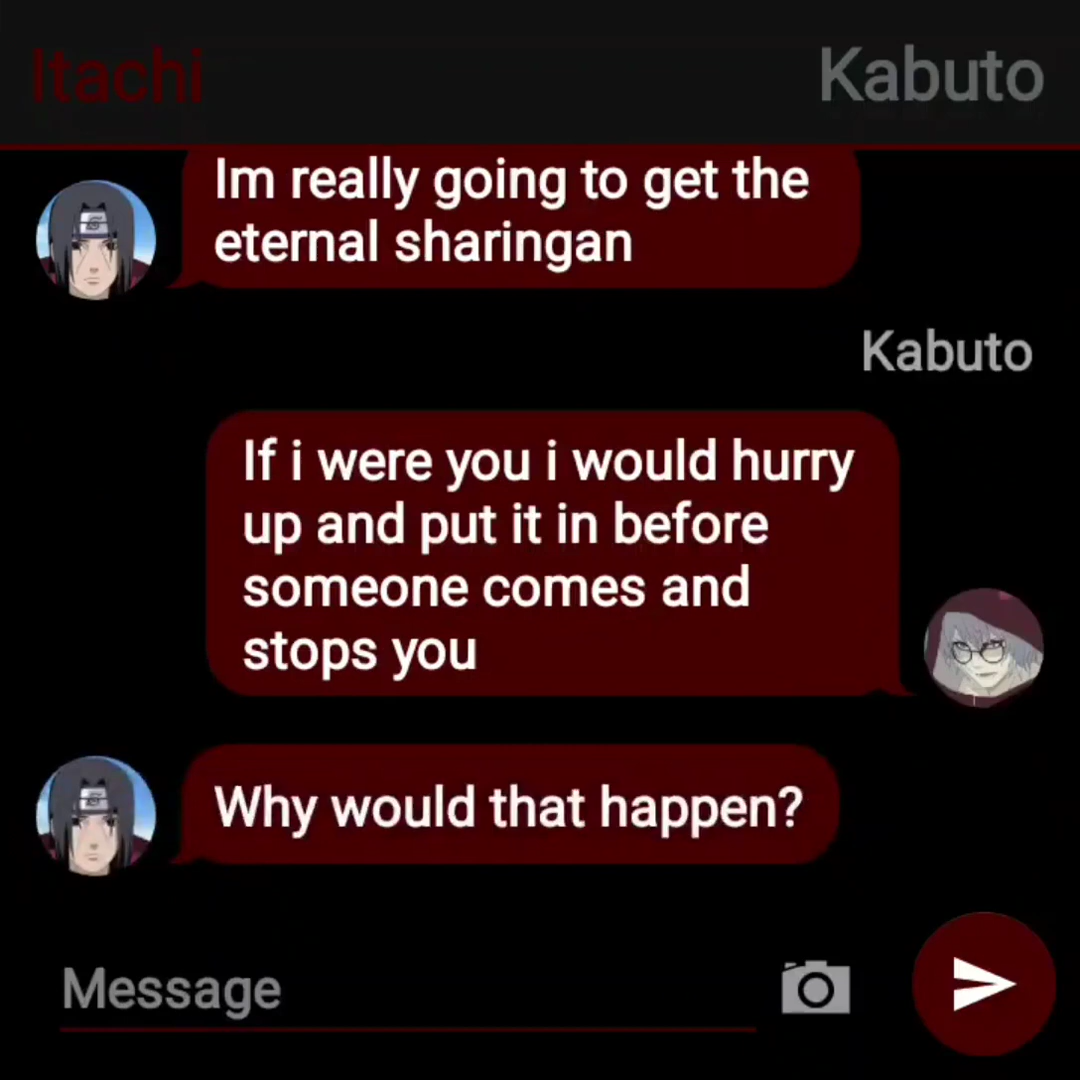 Itachi
Kabuto
Im really going to get the
eternal sharingan
Kabuto
If i were you i would hurry
up and put it in before
someone comes and
stops you
Why would that happen?
Message